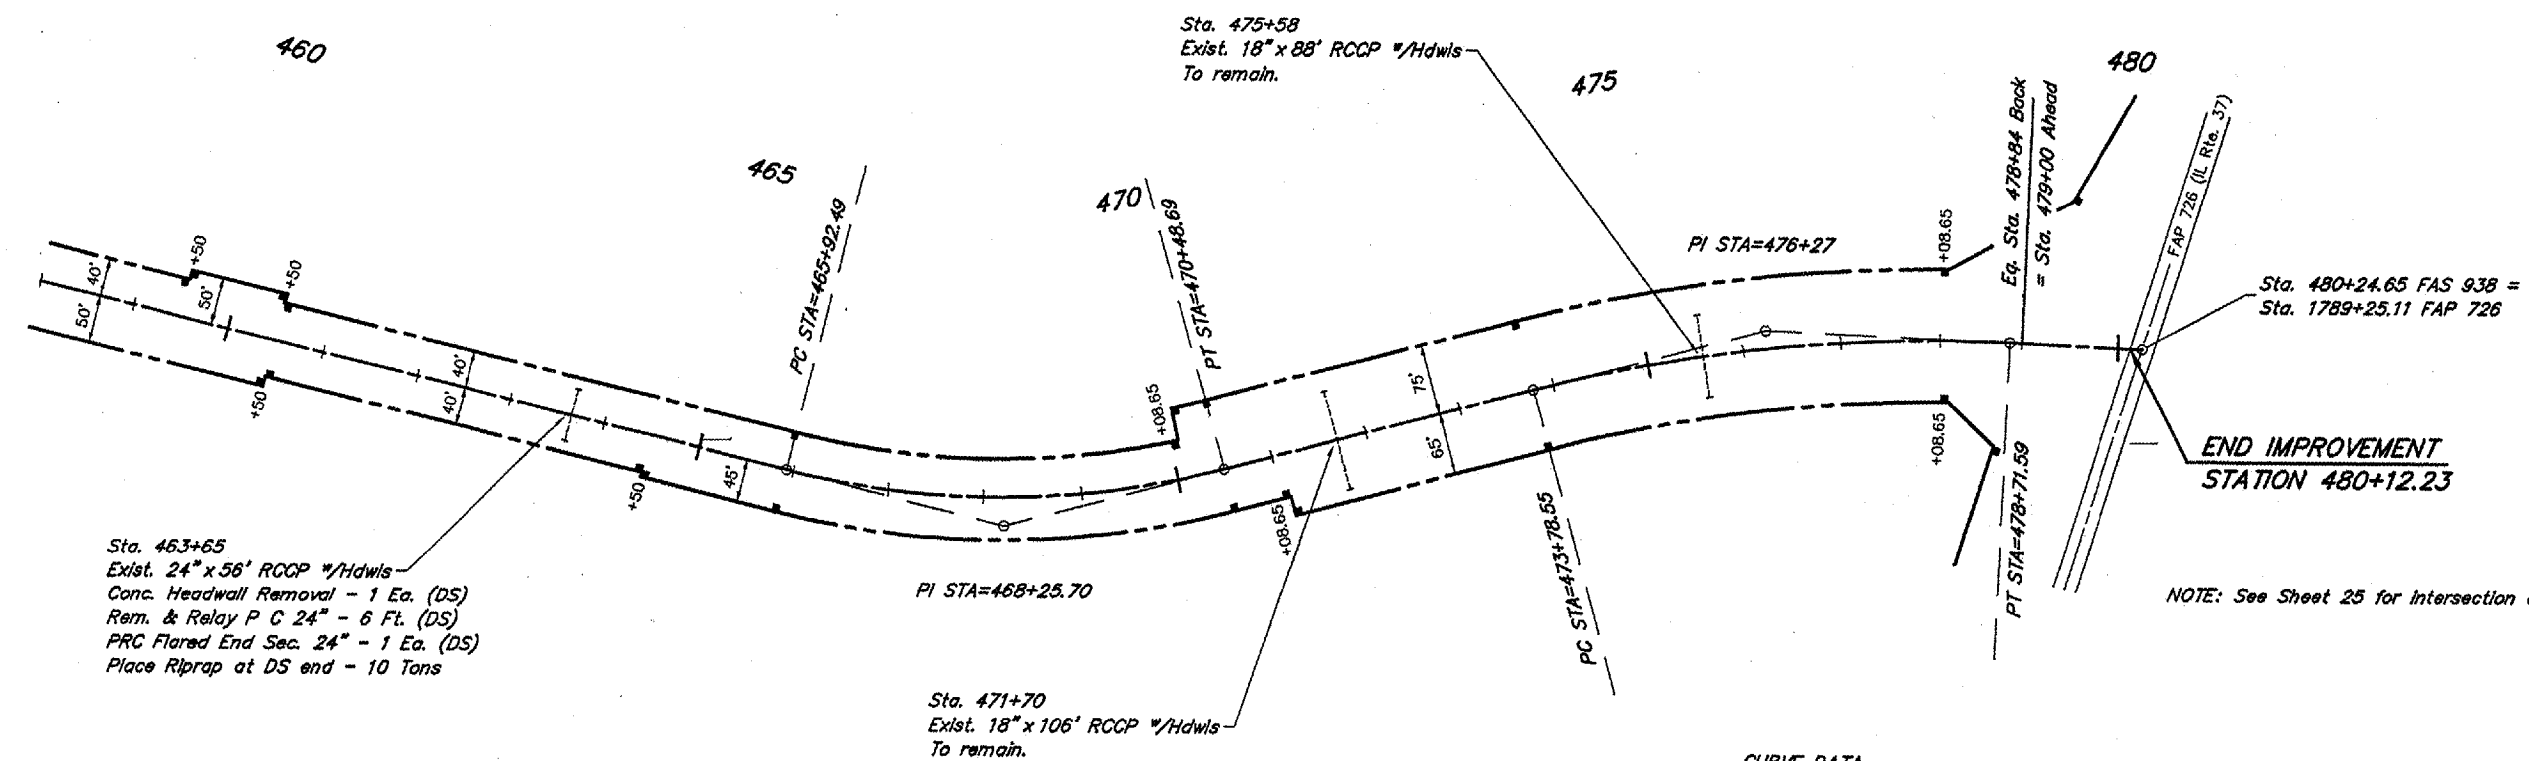 460
465
470
475
480
Sta. 475+58
Exist. 18" x 88' RCCP w/Hdwls
To remain.
PC STA=465+92.49
PT STA=470+48.69
PI STA=476+27
+08.65
Eq. Sta. 478+84 Back
= Sta. 479+00 Ahead
FAP 726 (IL Rte. 37)
Sta. 480+24.65 FAS 938 =
Sta. 1789+25.11 FAP 726
+50
+50
40'
50'
50'
+50
40'
40'
+50
45'
+08.65
+08.65
75'
65'
+08.65
END IMPROVEMENT
STATION 480+12.23
PC STA=473+78.55
PT STA=478+71.59
NOTE: See Sheet 25 for intersection
Sta. 463+65
Exist. 24" x 56' RCCP w/Hdwls
Conc. Headwall Removal - 1 Ea. (DS)
Rem. & Relay P C 24" - 6 Ft. (DS)
PRC Flared End Sec. 24" - 1 Ea. (DS)
Place Riprap at DS end - 10 Tons
PI STA=468+25.70
Sta. 471+70
Exist. 18" x 106' RCCP w/Hdwls
To remain.
CURVE DATA